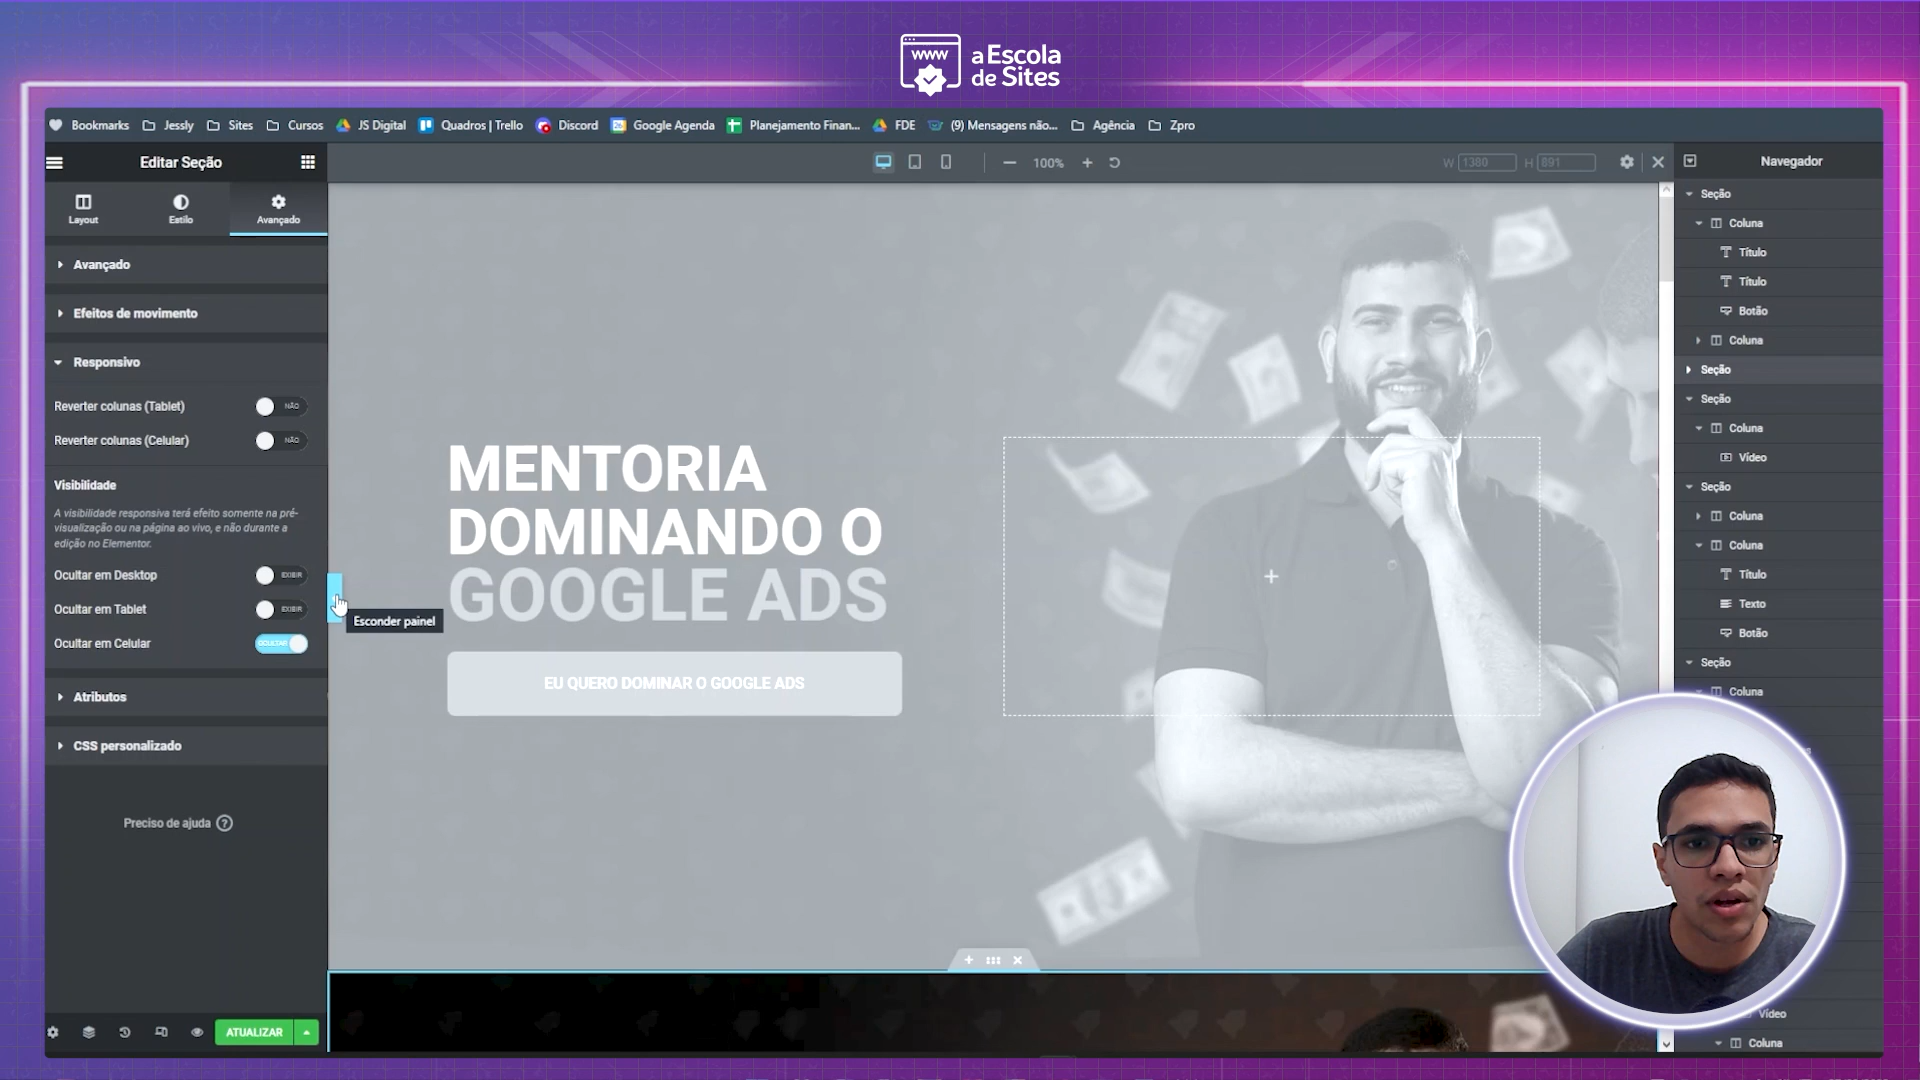 www
a Escola
de Sites
Bookmarks
Jessly
Sites
Cursos
JS Digital
Quadros | Trello
Discord
Google Agenda
Planejamento Finan...
FDE
(9) Mensagens não...
Agência
Zpro
Editar Seção
100%
W 1380
H 891
Navegador
Layout
Estilo
Avançado
Avançado
Efeitos de movimento
Responsivo
Reverter colunas (Tablet)
NÃO
Reverter colunas (Celular)
NÃO
Visibilidade
A visibilidade responsiva terá efeito somente na pré-
visualização ou na página ao vivo, e não durante a
edição no Elementor.
Ocultar em Desktop
EXIBIR
Ocultar em Tablet
EXIBIR
Ocultar em Celular
OCULTAR
Atributos
CSS personalizado
Preciso de ajuda
ATUALIZAR
Esconder painel
MENTORIA
DOMINANDO O
GOOGLE ADS
EU QUERO DOMINAR O GOOGLE ADS
Seção
Coluna
Título
Título
Botão
Coluna
Seção
Seção
Coluna
Vídeo
Seção
Coluna
Coluna
Título
Texto
Botão
Seção
Coluna
Vídeo
Coluna